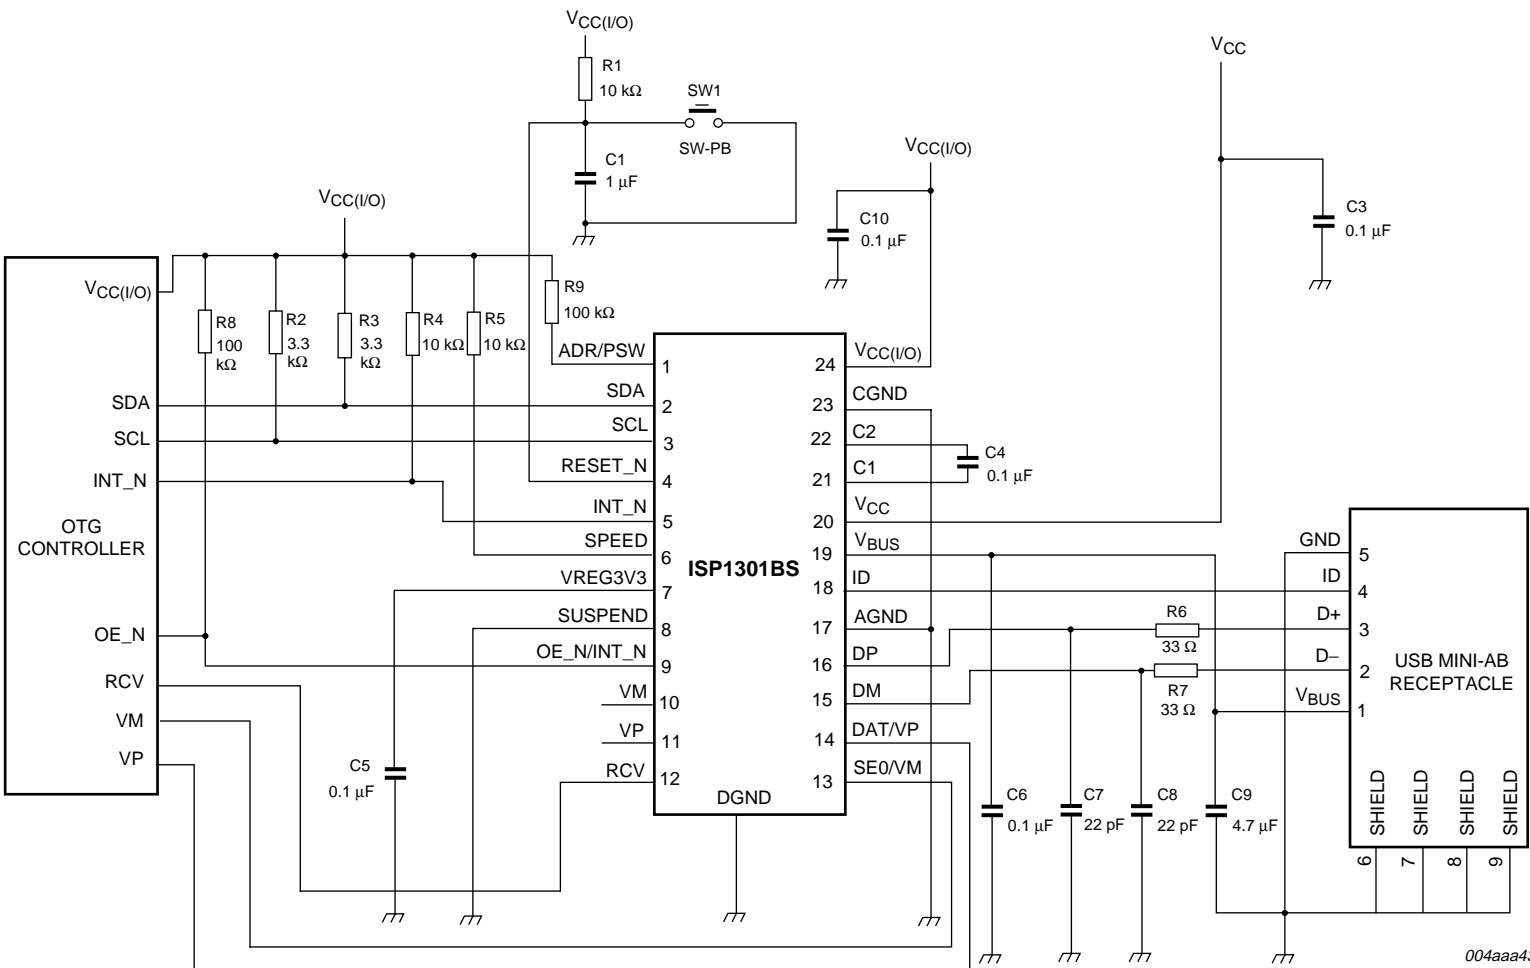 VCC(I/O)
R1
10 kΩ
SW1
SW-PB
C1
1 μF
VCC
VCC(I/O)
C10
0.1 μF
C3
0.1 μF
VCC(I/O)
VCC(I/O)
R8
100
kΩ
R2
3.3
kΩ
R3
3.3
kΩ
R4
10 kΩ
R5
10 kΩ
R9
100 kΩ
SDA
SCL
INT_N
OTG
CONTROLLER
OE_N
RCV
VM
VP
ADR/PSW
1
SDA
2
SCL
3
RESET_N
4
INT_N
5
SPEED
6
VREG3V3
7
SUSPEND
8
OE_N/INT_N
9
VM
10
VP
11
RCV
12
C5
0.1 μF
ISP1301BS
DGND
24
VCC(I/O)
23
CGND
22
C2
21
C1
20
VCC
19
VBUS
18
ID
17
AGND
16
DP
15
DM
14
DAT/VP
13
SE0/VM
C4
0.1 μF
R6
33 Ω
R7
33 Ω
C6
0.1 μF
C7
22 pF
C8
22 pF
C9
4.7 μF
GND
5
ID
4
D+
3
D−
2
VBUS
1
USB MINI-AB
RECEPTACLE
SHIELD
SHIELD
SHIELD
SHIELD
6
7
8
9